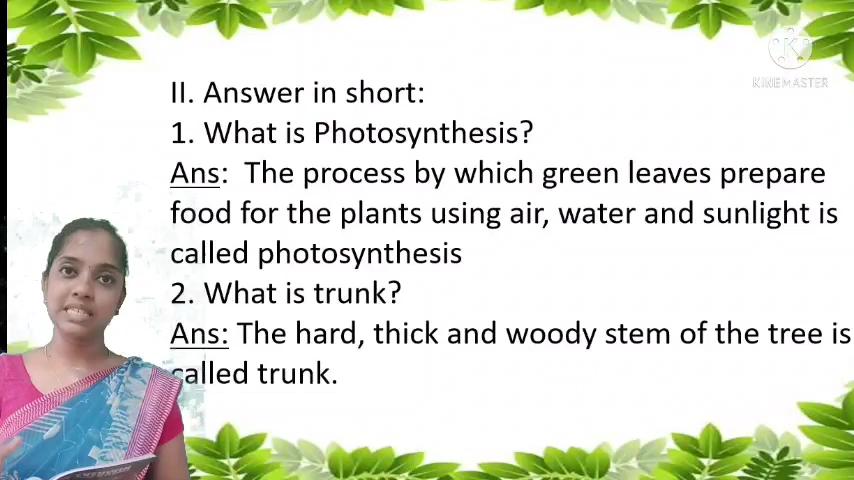 KINEMASTER
II. Answer in short:
1. What is Photosynthesis?
Ans: The process by which green leaves prepare
food for the plants using air, water and sunlight is
called photosynthesis
2. What is trunk?
Ans: The hard, thick and woody stem of the tree is
called trunk.